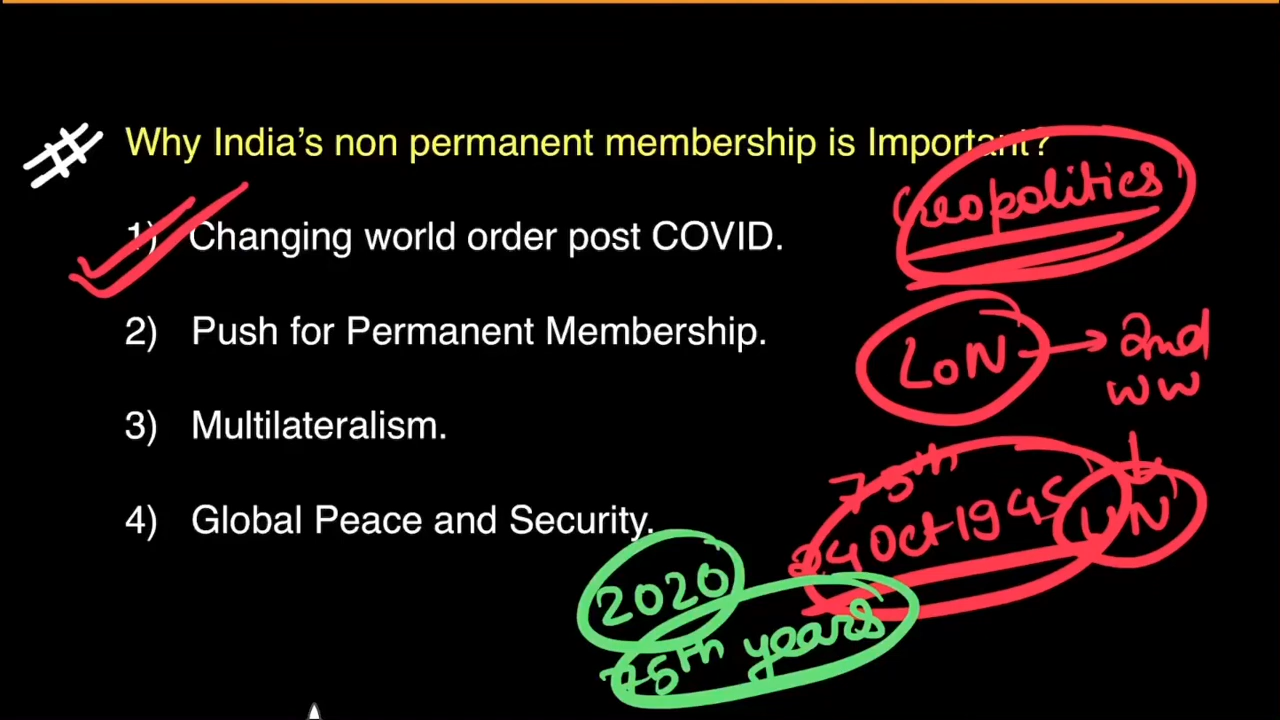 # Why India's non permanent membership is Important?
Geopolitics
1) Changing world order post COVID.
2) Push for Permanent Membership.
LON → 2nd
WW
3) Multilateralism.
75th
24 Oct 1945 UN
4) Global Peace and Security.
2020
75th years